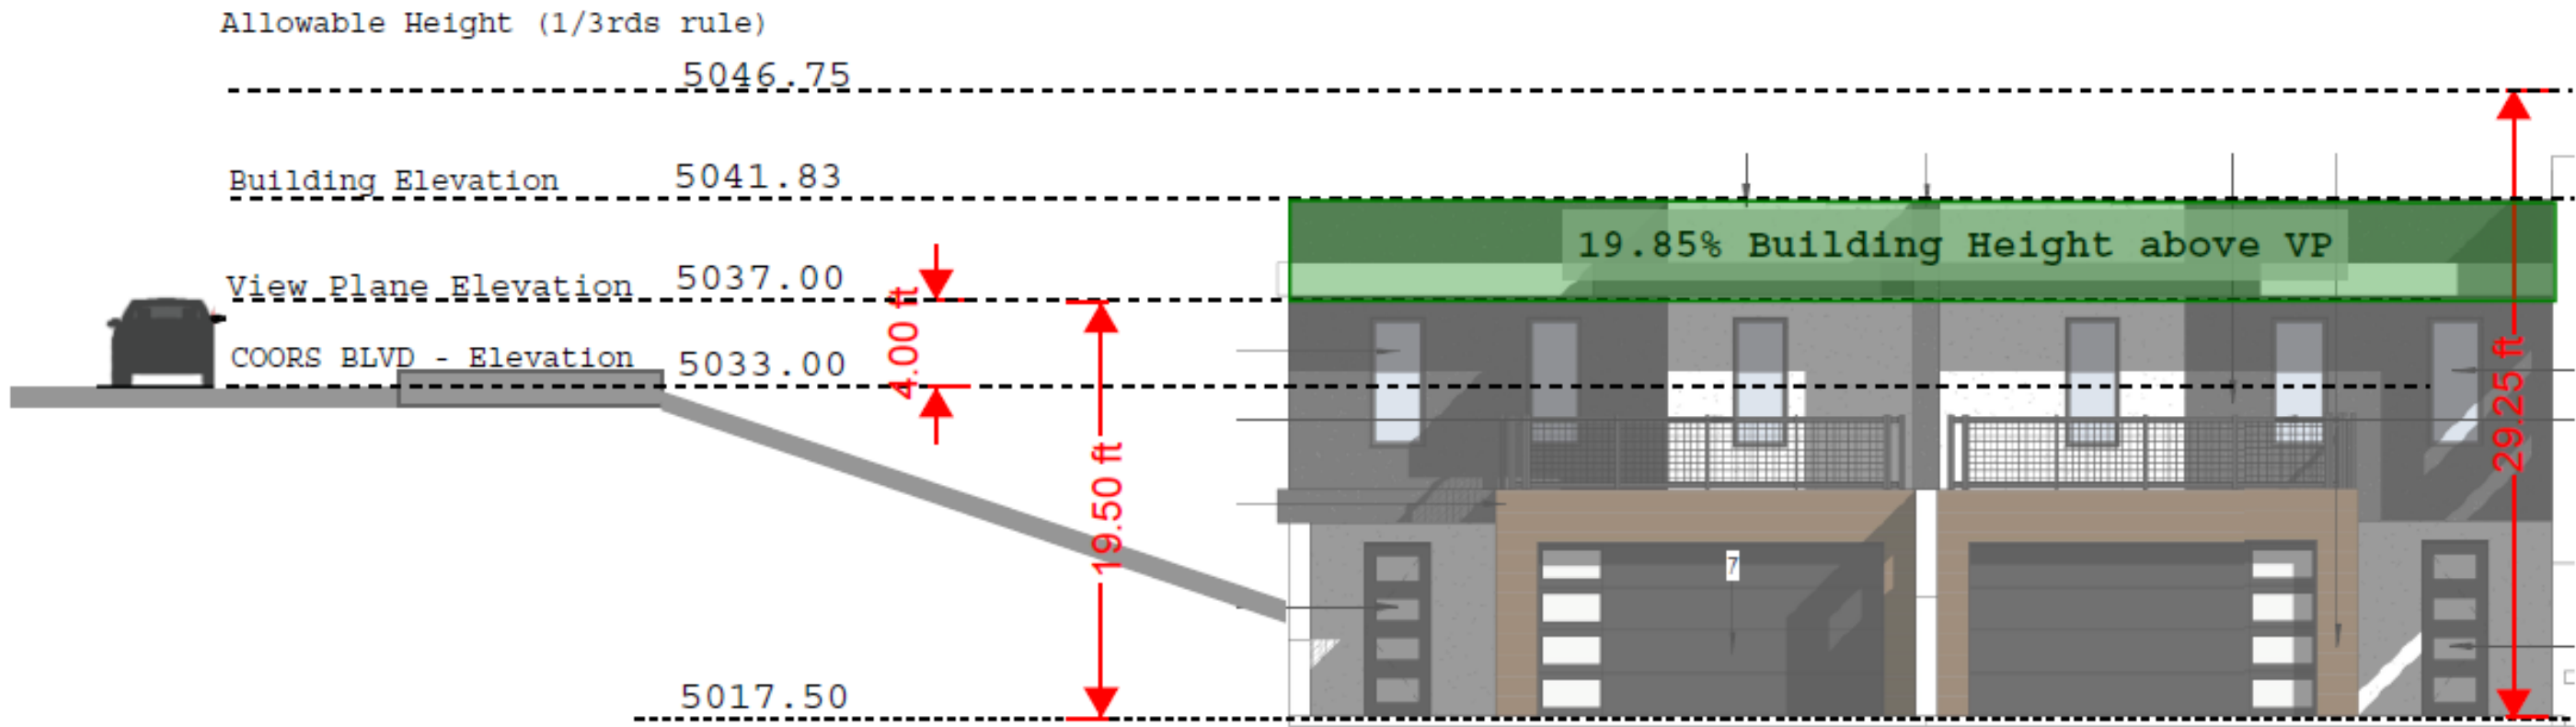 Allowable Height (1/3rds rule)
5046.75
Building Elevation 5041.83
19.85% Building Height above VP
View Plane Elevation 5037.00
4.00 ft
COORS BLVD - Elevation 5033.00
29.25 ft
19.50 ft
7
5017.50